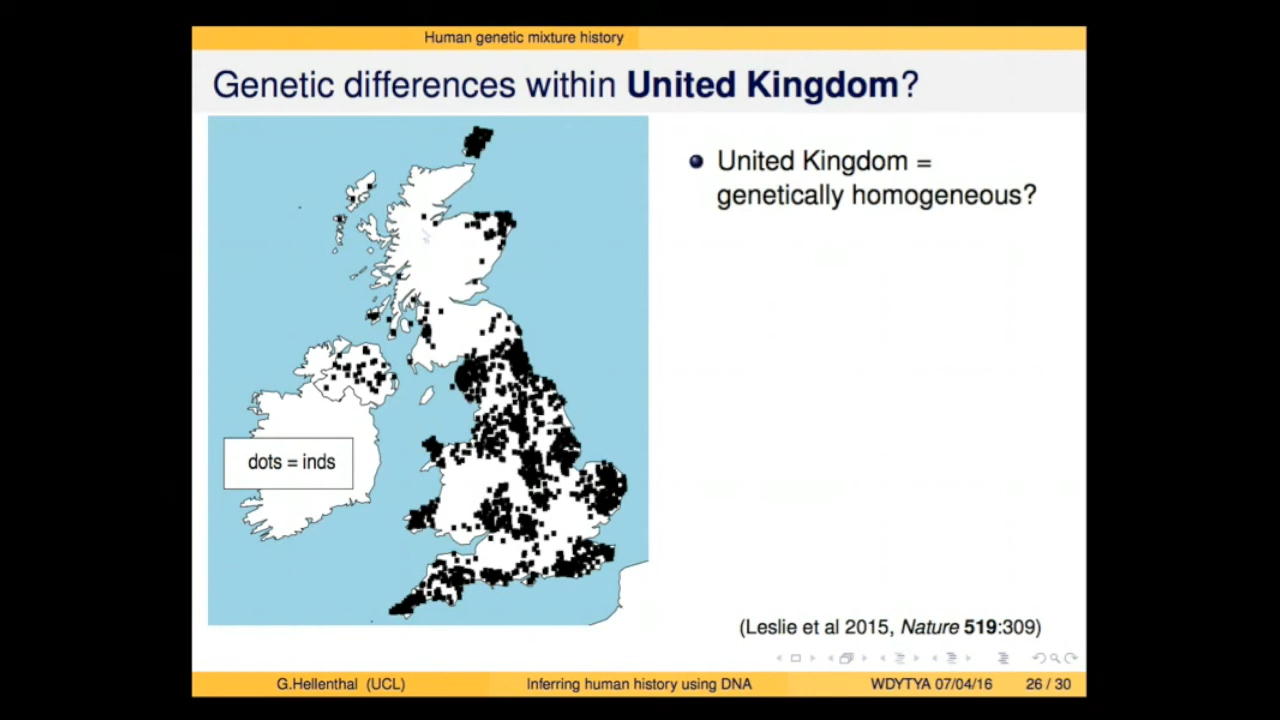 Human genetic mixture history
Genetic differences within United Kingdom?
United Kingdom =
genetically homogeneous?
dots = inds
(Leslie et al 2015, Nature 519:309)
G.Hellenthal (UCL) Inferring human history using DNA WDYTYA 07/04/16 26 / 30